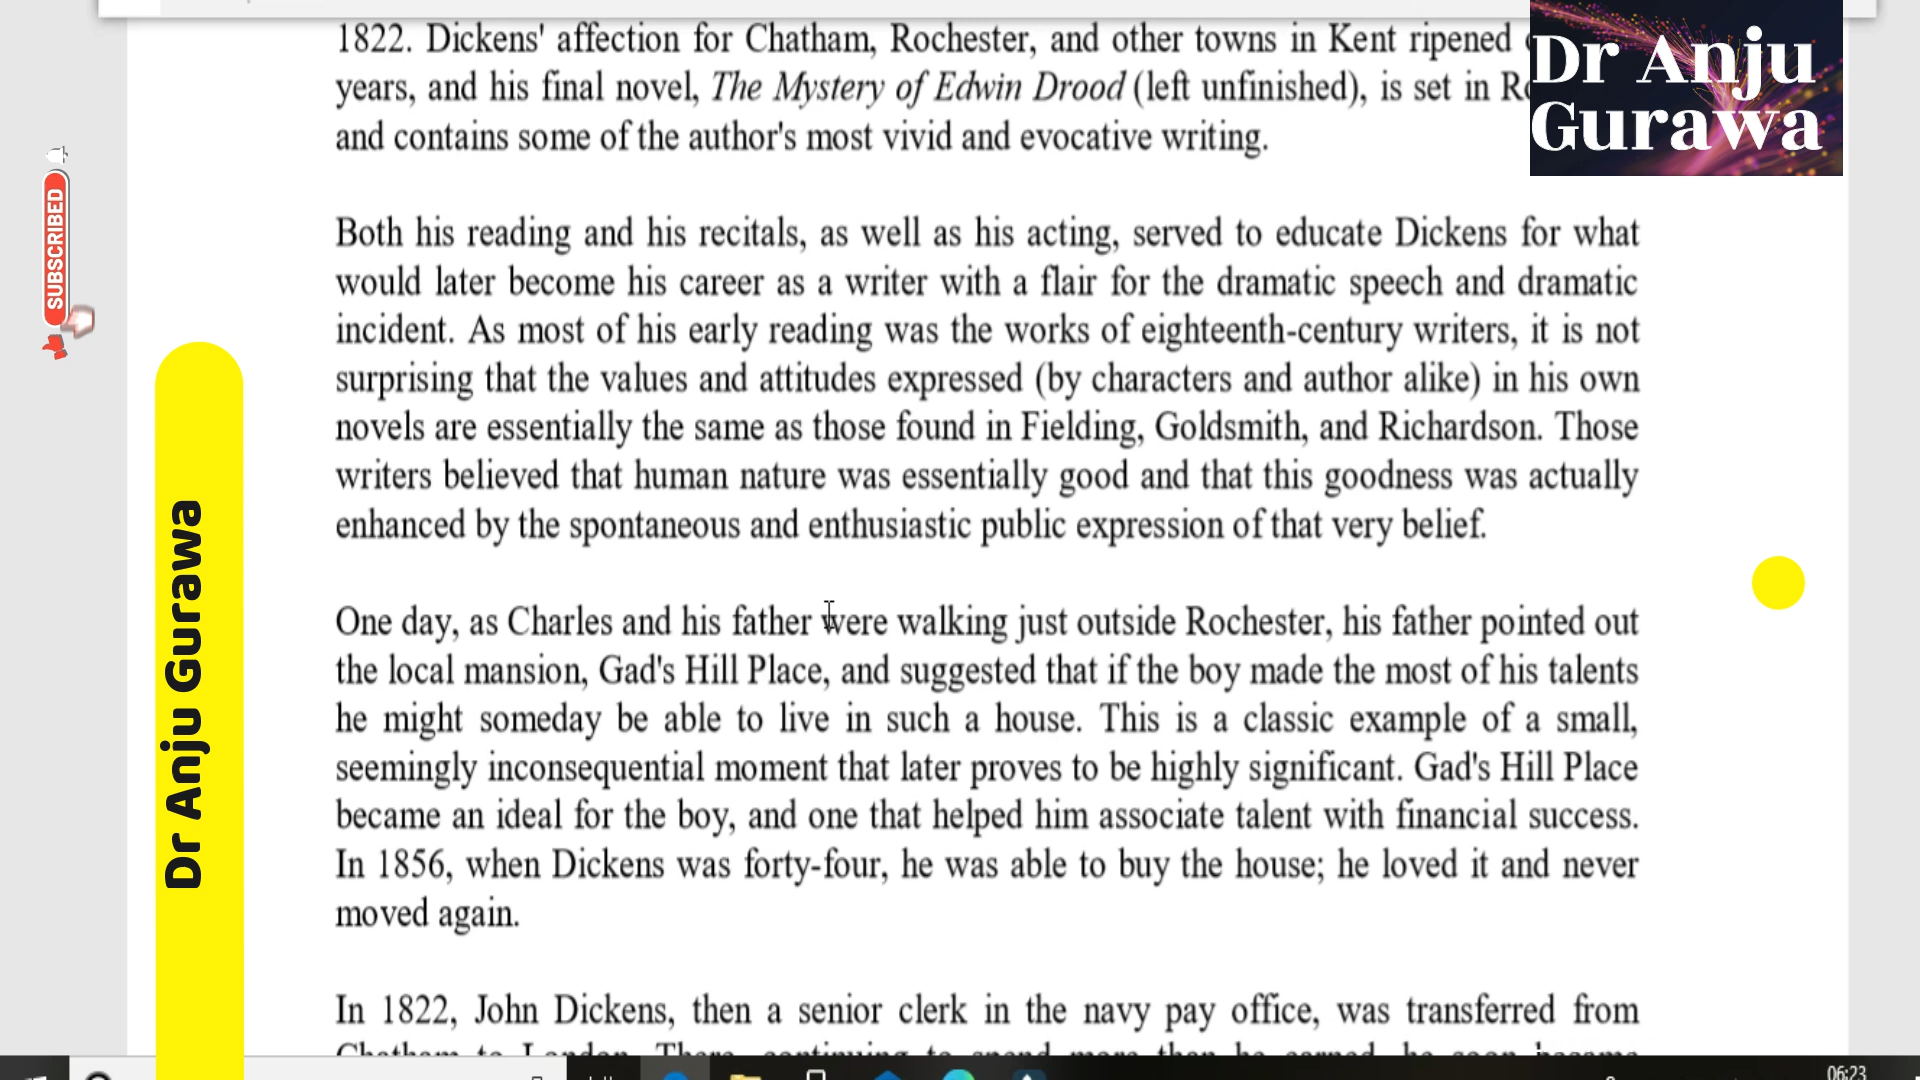 1822. Dickens' affection for Chatham, Rochester, and other towns in Kent ripened
years, and his final novel, The Mystery of Edwin Drood (left unfinished), is set in
and contains some of the author's most vivid and evocative writing.
Dr Anju
Gurawa
SUBSCRIBED
Both his reading and his recitals, as well as his acting, served to educate Dickens for what
would later become his career as a writer with a flair for the dramatic speech and dramatic
incident. As most of his early reading was the works of eighteenth-century writers, it is not
surprising that the values and attitudes expressed (by characters and author alike) in his own
novels are essentially the same as those found in Fielding, Goldsmith, and Richardson. Those
writers believed that human nature was essentially good and that this goodness was actually
enhanced by the spontaneous and enthusiastic public expression of that very belief.
Dr Anju Gurawa
One day, as Charles and his father were walking just outside Rochester, his father pointed out
the local mansion, Gad's Hill Place, and suggested that if the boy made the most of his talents
he might someday be able to live in such a house. This is a classic example of a small,
seemingly inconsequential moment that later proves to be highly significant. Gad's Hill Place
became an ideal for the boy, and one that helped him associate talent with financial success.
In 1856, when Dickens was forty-four, he was able to buy the house; he loved it and never
moved again.
In 1822, John Dickens, then a senior clerk in the navy pay office, was transferred from
Chatham to London. There, continuing to spend more than he earned, he soon became
06:23